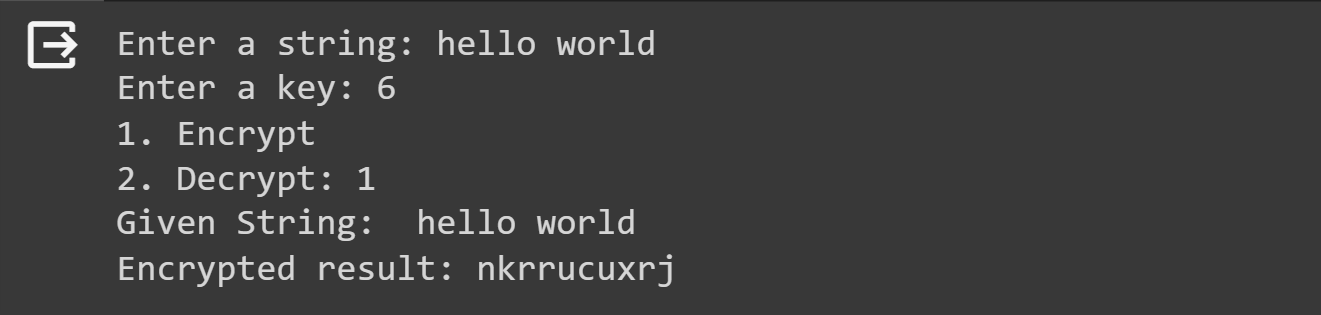 Enter a string: hello world
Enter a key: 6
1. Encrypt
2. Decrypt: 1
Given String:  hello world
Encrypted result: nkrrucuxrj